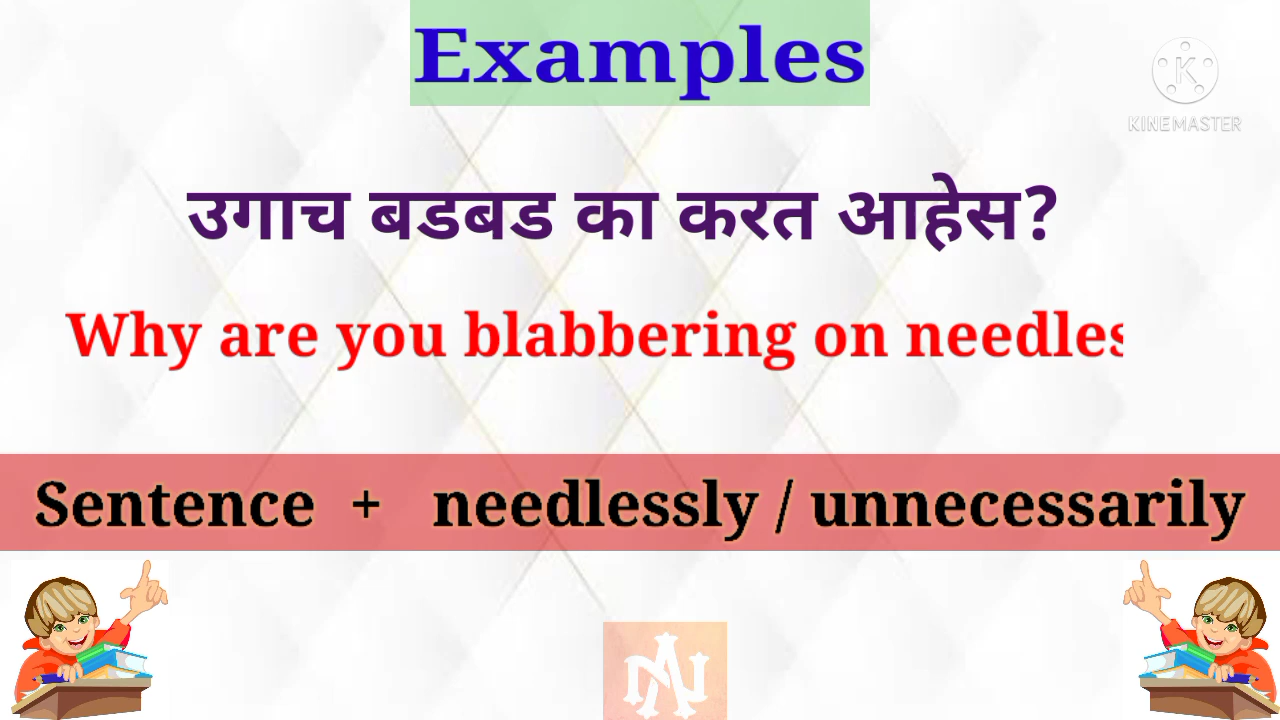 Examples
K
KINEMASTER
उगाच बडबड का करत आहेस?
Why are you blabbering on needles
Sentence + needlessly / unnecessarily